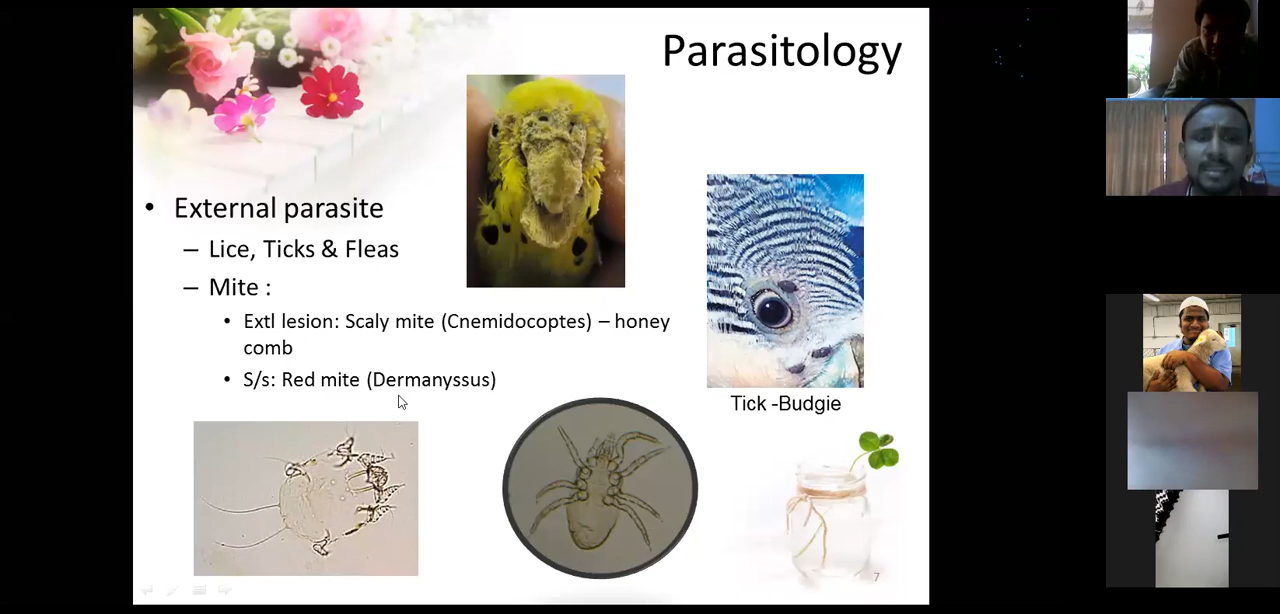 Parasitology
• External parasite
– Lice, Ticks & Fleas
– Mite :
• Extl lesion: Scaly mite (Cnemidocoptes) – honey
comb
• S/s: Red mite (Dermanyssus)
Tick -Budgie
7